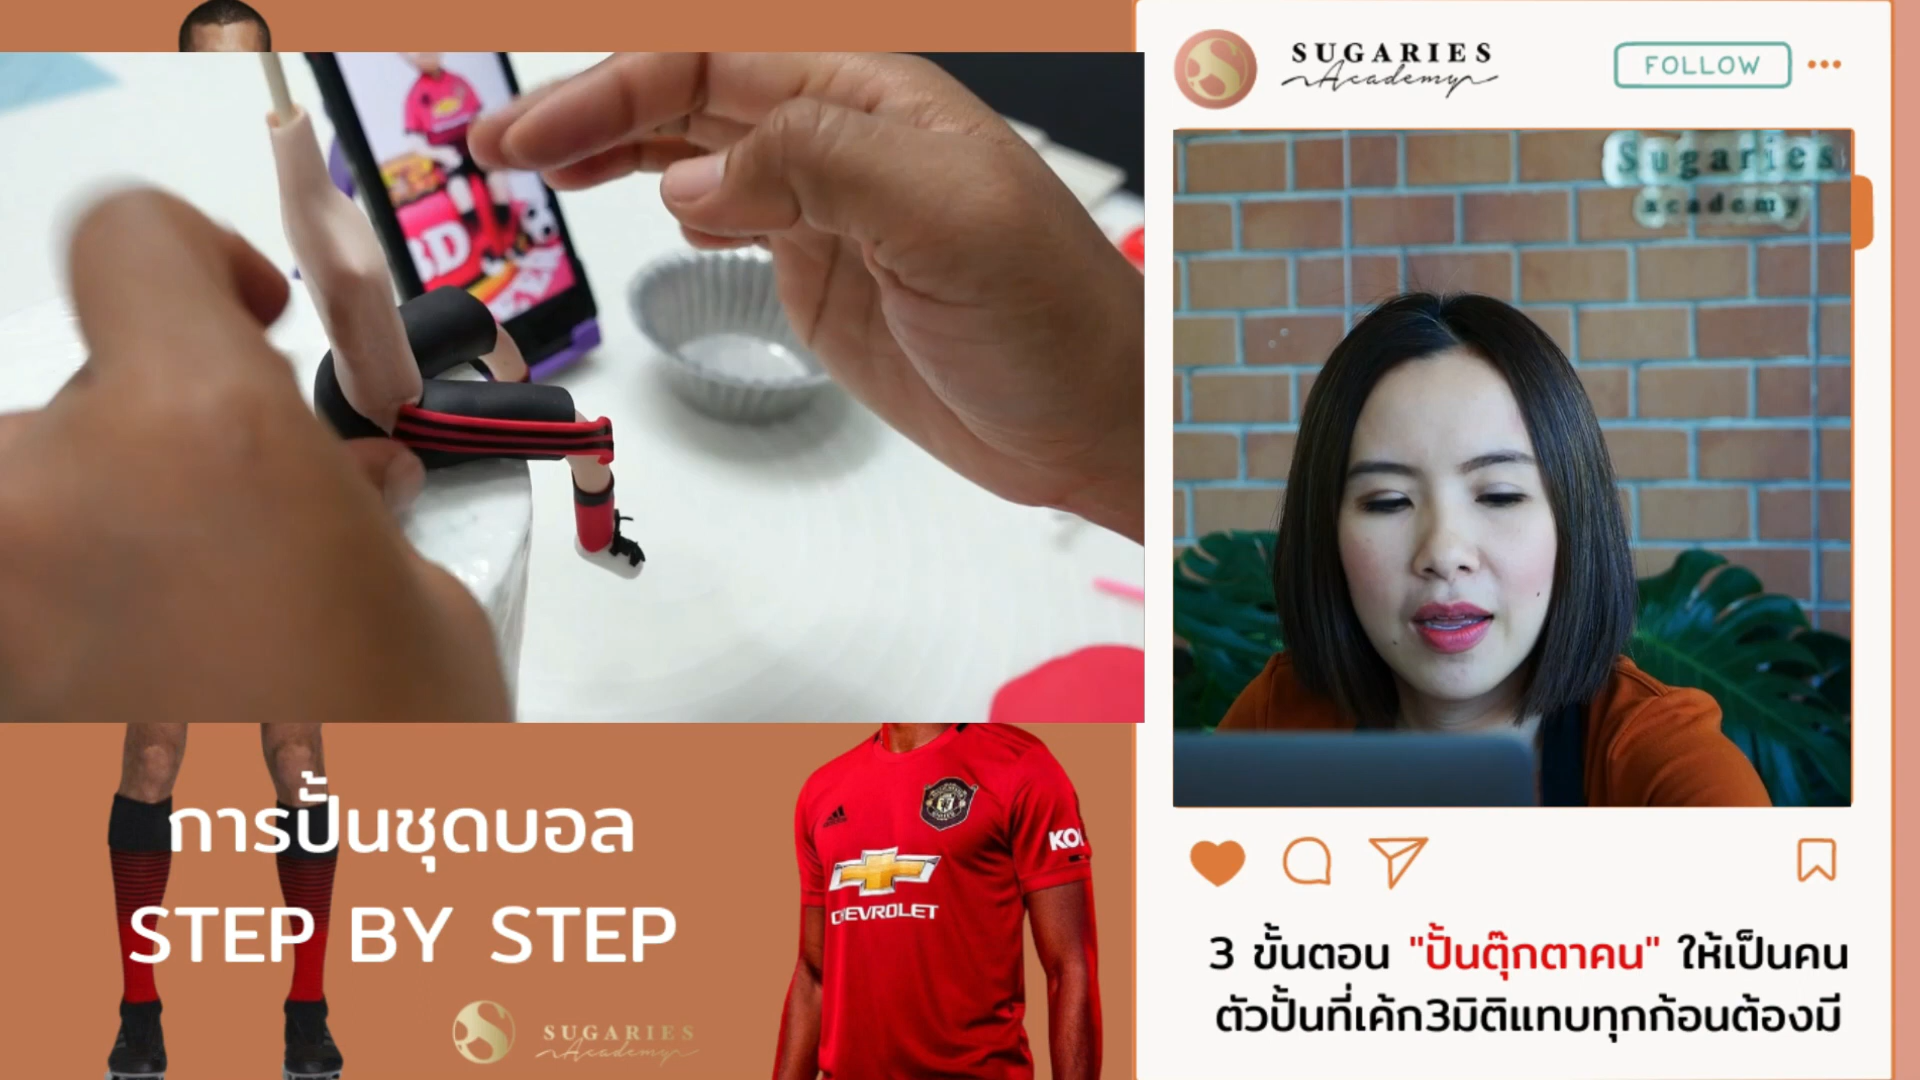 SUGARIES
Academy
FOLLOW
Sugaries
academy
3D
การปั้นชุดบอล
STEP BY STEP
SUGARIES
Academy
adidas
CHEVROLET
3 ขั้นตอน "ปั้นตุ๊กตาคน" ให้เป็นคน
ตัวปั้นที่เค้ก3มิติแทบทุกก้อนต้องมี